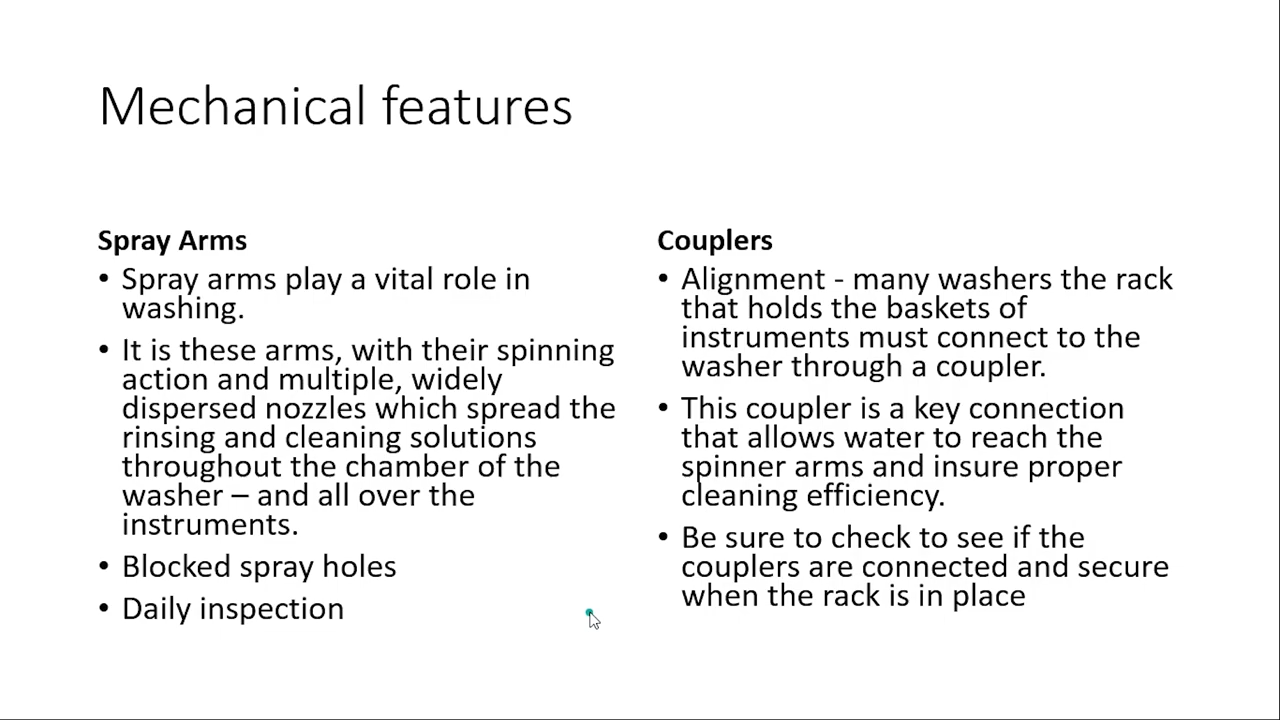 Mechanical features
Spray Arms
• Spray arms play a vital role in
washing.
• It is these arms, with their spinning
action and multiple, widely
dispersed nozzles which spread the
rinsing and cleaning solutions
throughout the chamber of the
washer – and all over the
instruments.
• Blocked spray holes
• Daily inspection
Couplers
• Alignment - many washers the rack
that holds the baskets of
instruments must connect to the
washer through a coupler.
• This coupler is a key connection
that allows water to reach the
spinner arms and insure proper
cleaning efficiency.
• Be sure to check to see if the
couplers are connected and secure
when the rack is in place